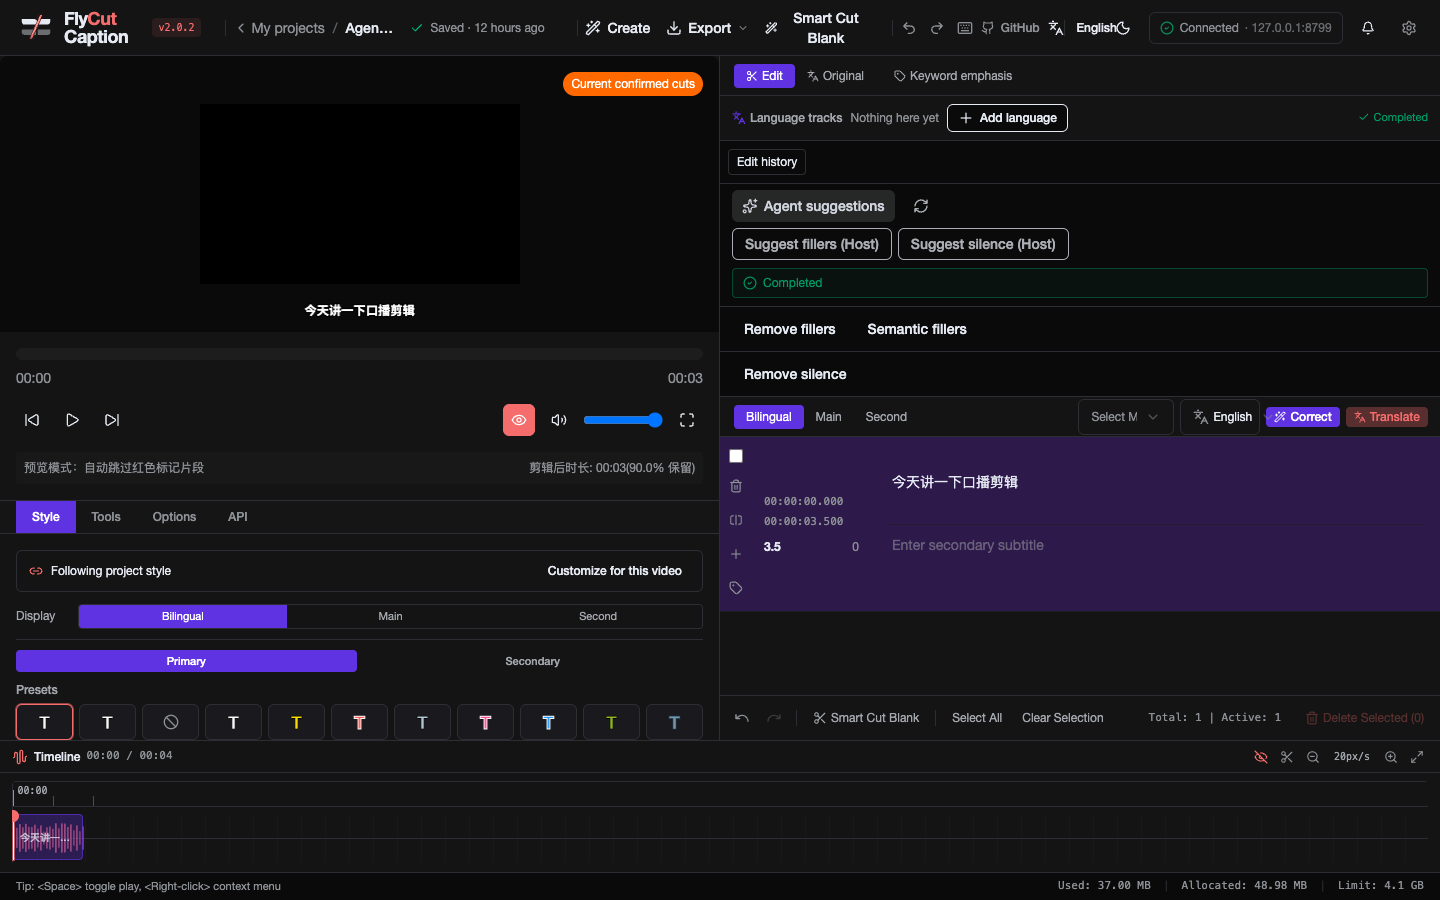 FlyCut
Caption
v2.0.2
My projects / Agen...
Saved · 12 hours ago
Create
Export
Smart Cut
Blank
GitHub
English
Connected · 127.0.0.1:8799
Current confirmed cuts
今天讲一下口播剪辑
00:00
00:03
预览模式：自动跳过红色标记片段
剪辑后时长: 00:03(90.0% 保留)
Style
Tools
Options
API
Following project style
Customize for this video
Display
Bilingual
Main
Second
Primary
Secondary
Presets
T T T T T T T T T T
Edit
Original
Keyword emphasis
Language tracks
Nothing here yet
Add language
Completed
Edit history
Agent suggestions
Suggest fillers (Host)
Suggest silence (Host)
Completed
Remove fillers
Semantic fillers
Remove silence
Bilingual
Main
Second
Select M
English
Correct
Translate
今天讲一下口播剪辑
00:00:00.000
00:00:03.500
3.5
0
Enter secondary subtitle
Smart Cut Blank
Select All
Clear Selection
Total: 1 | Active: 1
Delete Selected (0)
Timeline
00:00 / 00:04
20px/s
00:00
今天讲一...
Tip: <Space> toggle play, <Right-click> context menu
Used: 37.00 MB
Allocated: 48.98 MB
Limit: 4.1 GB